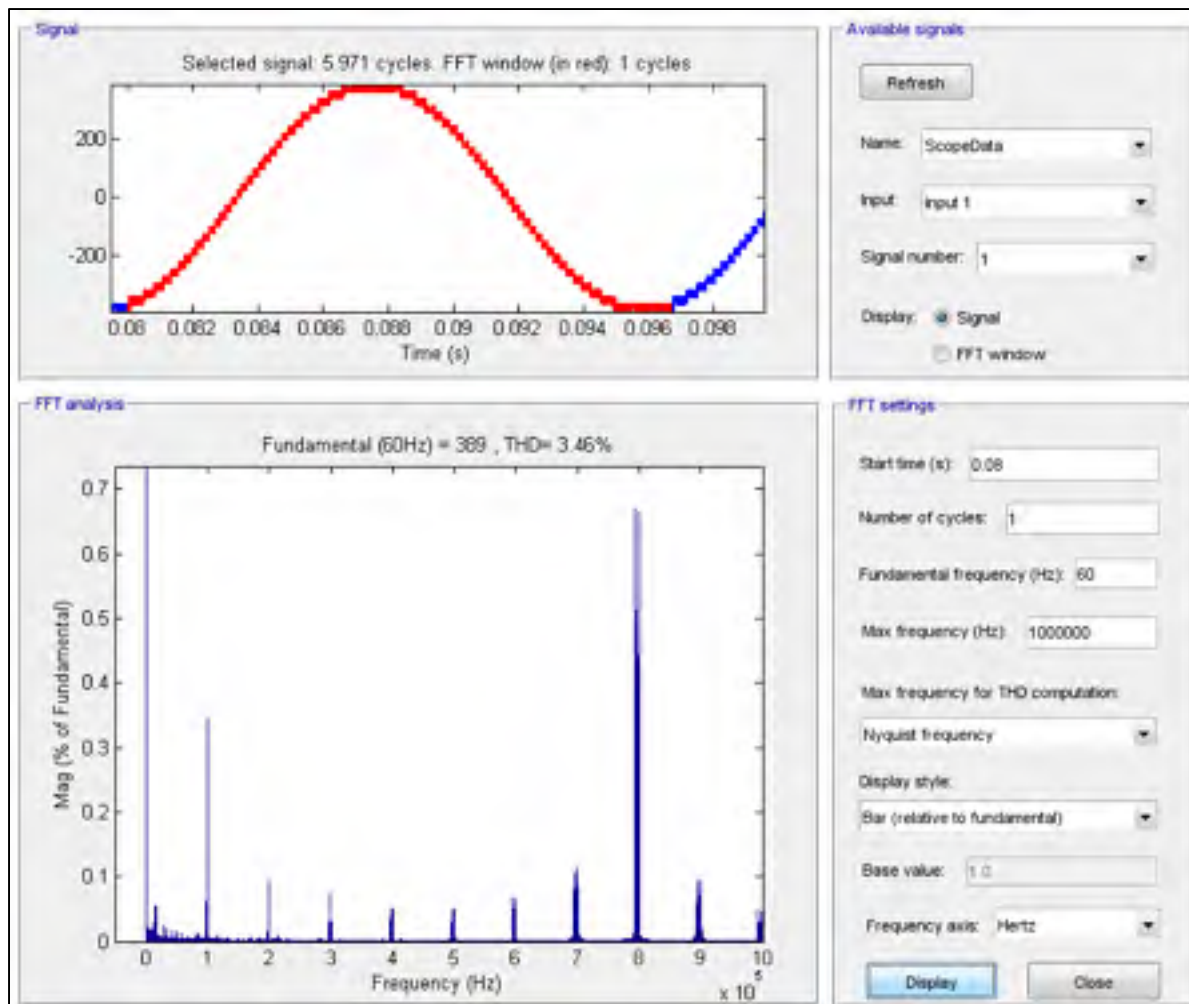 Signal
Selected signal: 5.971 cycles. FFT window (in red): 1 cycles
200
0
-200
0.08 0.082 0.084 0.086 0.088 0.09 0.092 0.094 0.096 0.098
Time (s)
Available signals
Refresh
Name: ScopeData
Input: input 1
Signal number: 1
Display: Signal
FFT window
FFT analysis
Fundamental (60Hz) = 389 , THD= 3.46%
0.7
0.6
0.5
0.4
0.3
0.2
0.1
0
Mag (% of Fundamental)
0 1 2 3 4 5 6 7 8 9 10
Frequency (Hz)
x 10^5
FFT settings
Start time (s): 0.08
Number of cycles: 1
Fundamental frequency (Hz): 60
Max frequency (Hz): 1000000
Max frequency for THD computation:
Nyquist frequency
Display style:
Bar (relative to fundamental)
Base value: 1.0
Frequency axis: Hertz
Display
Close